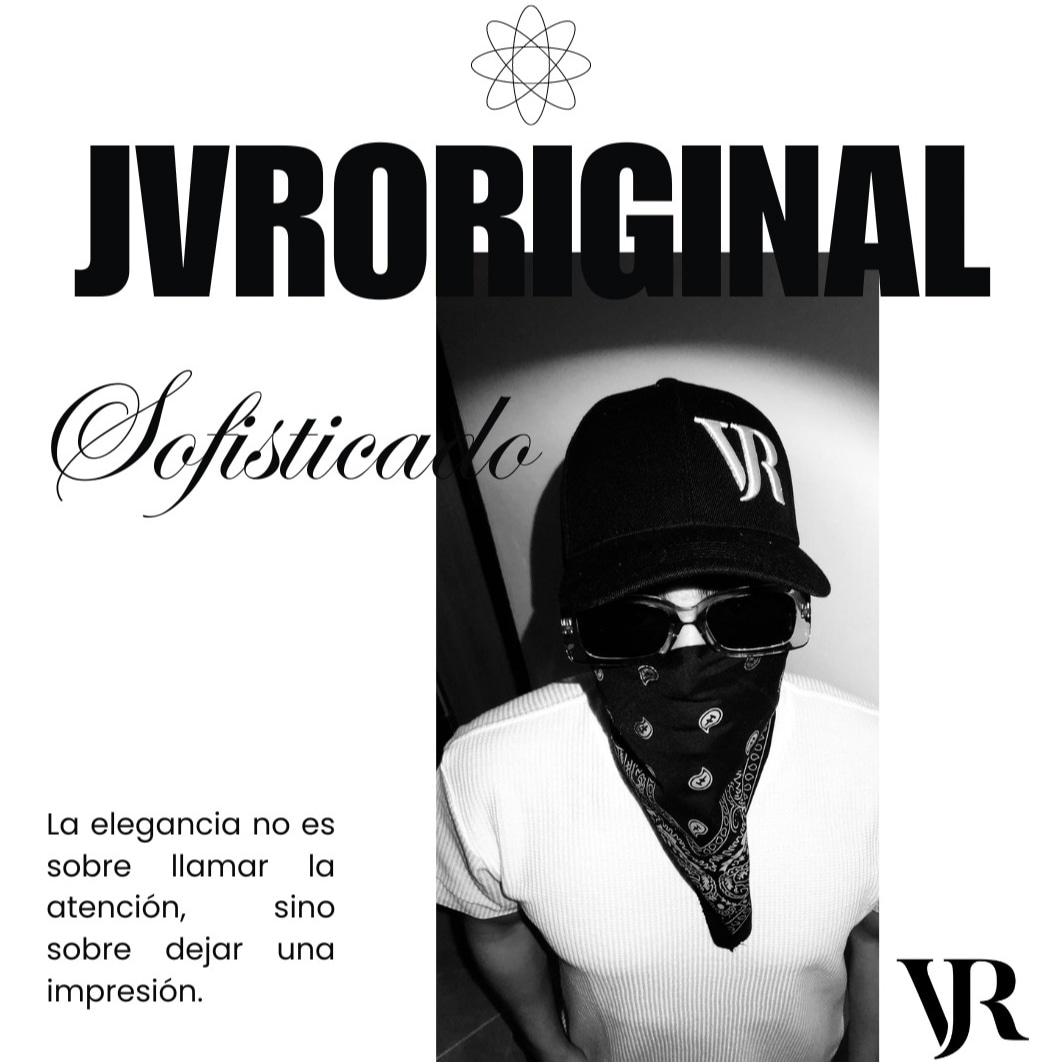 JVRORIGINAL
Sofisticado
VR
La elegancia no es
sobre llamar la
atención, sino
sobre dejar una
impresión.
VR